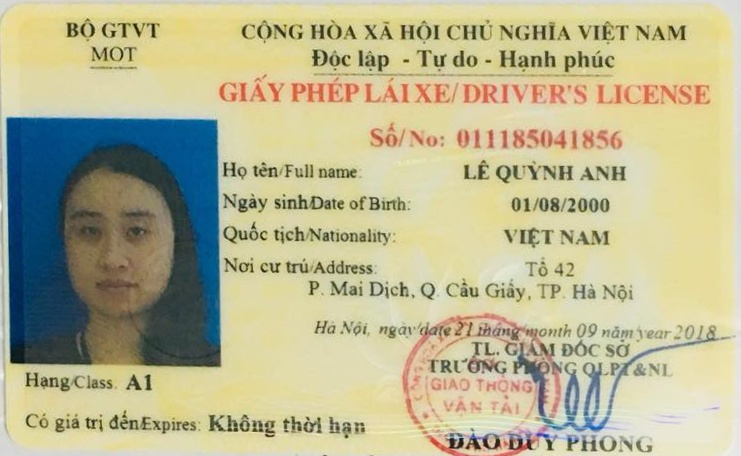 BỘ GTVT
MOT
CỘNG HÒA XÃ HỘI CHỦ NGHĨA VIỆT NAM
Độc lập - Tự do - Hạnh phúc
GIẤY PHÉP LÁI XE/ DRIVER'S LICENSE
Số/No: 011185041856
Họ tên/Full name: LÊ QUỲNH ANH
Ngày sinh/Date of Birth: 01/08/2000
Quốc tịch/Nationality: VIỆT NAM
Nơi cư trú/Address: Tổ 42
P. Mai Dịch, Q. Cầu Giấy, TP. Hà Nội
Hà Nội, ngày/date 21 tháng/month 09 năm/year 2018
TL. GIÁM ĐỐC SỞ
TRƯỞNG PHÒNG QLPT&NL
GIAO THÔNG
VẬN TẢI
Hạng/Class. A1
Có giá trị đến/Expires: Không thời hạn
ĐÀO DUY PHONG